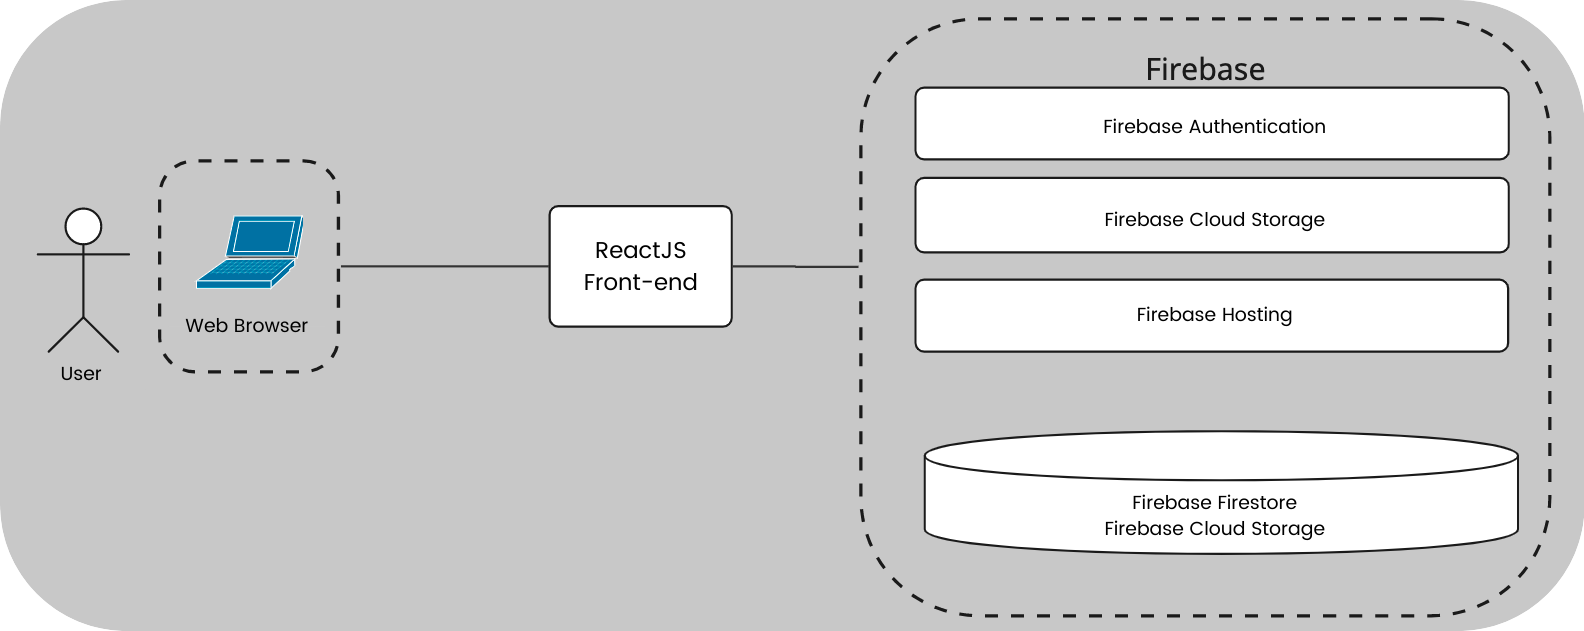 User
Web Browser
ReactJS
Front-end
Firebase
Firebase Authentication
Firebase Cloud Storage
Firebase Hosting
Firebase Firestore
Firebase Cloud Storage